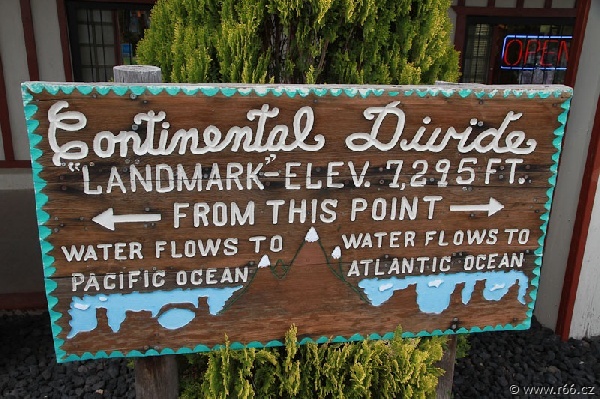 OPEN
Continental Divide
"LANDMARK"-ELEV. 7,295 FT.
← FROM THIS POINT →
WATER FLOWS TO
PACIFIC OCEAN
WATER FLOWS TO
ATLANTIC OCEAN
© www.r66.cz